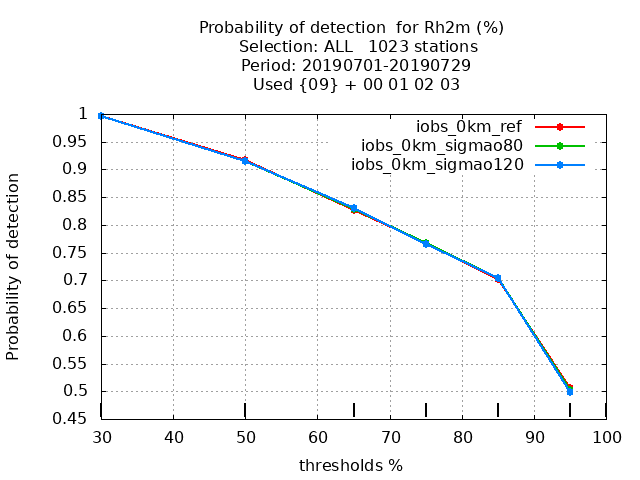 Probability of detection  for Rh2m (%)
Selection: ALL   1023 stations
Period: 20190701-20190729
Used {09} + 00 01 02 03
iobs_0km_ref
iobs_0km_sigmao80
iobs_0km_sigmao120
Probability of detection
1
0.95
0.9
0.85
0.8
0.75
0.7
0.65
0.6
0.55
0.5
0.45
30 40 50 60 70 80 90 100
thresholds %